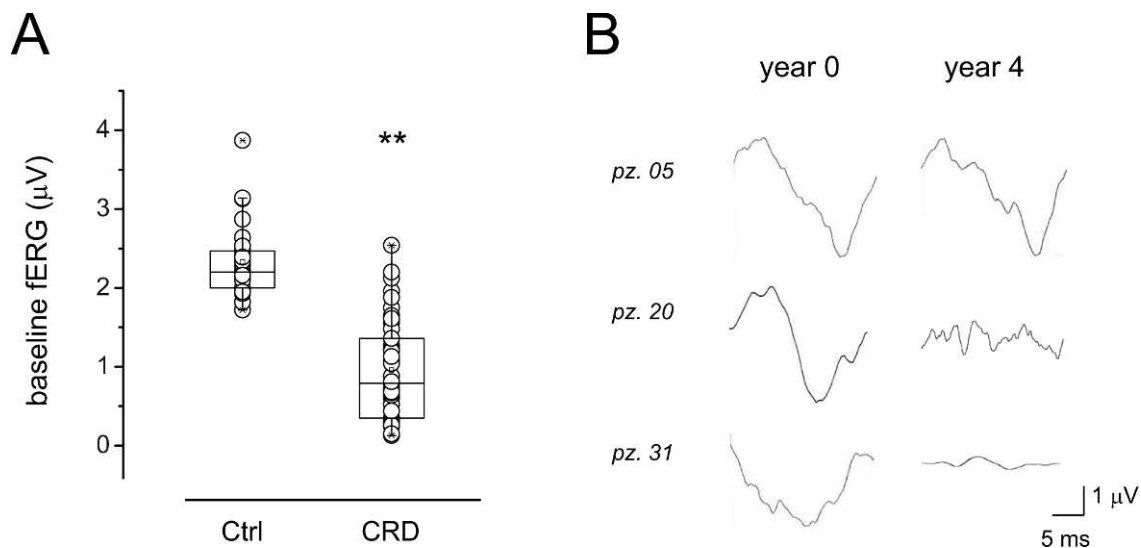 A
baseline fERG (μV)
4
3
2
1
0
**
Ctrl CRD
B
year 0 year 4
pz. 05
pz. 20
pz. 31
1 μV
5 ms